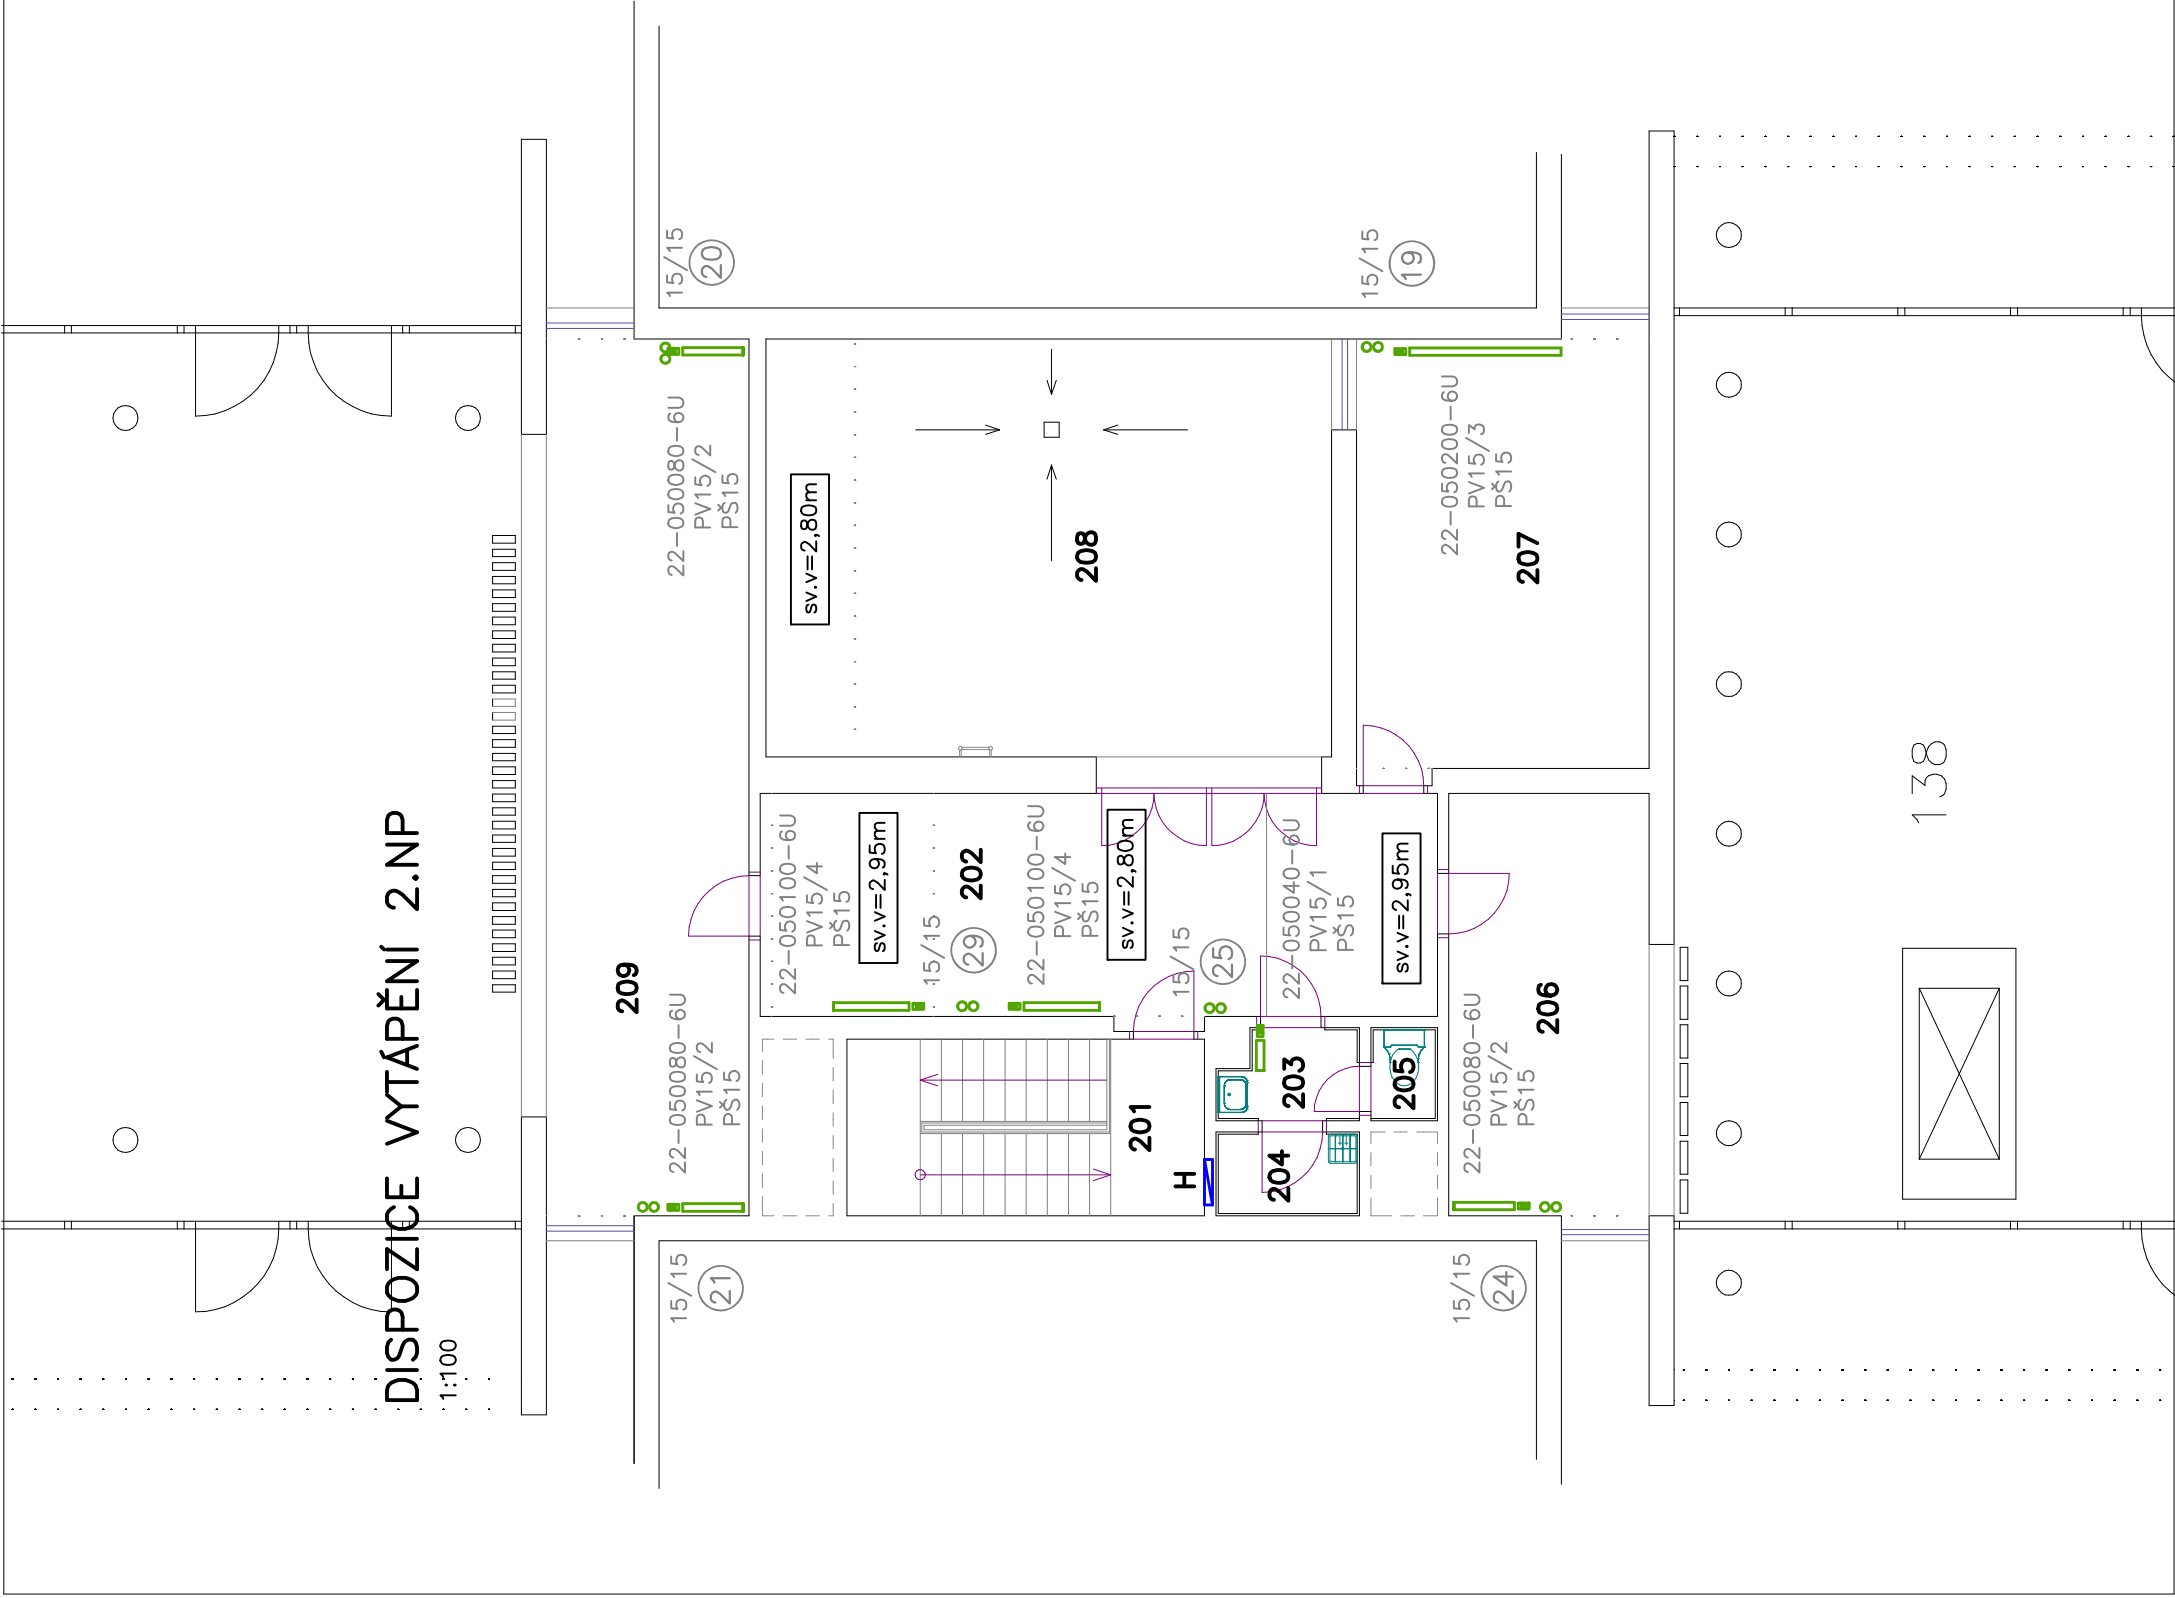 DISPOZICE VYTÁPĚNÍ 2.NP
1:100
209
15/15
20
22-050080-6U
PV15/2
PŠ15
22-050080-6U
PV15/2
PŠ15
15/15
21
sv.v=2,80m
208
22-050100-6U
PV15/4
PŠ15
sv.v=2,95m
15/15
29
202
22-050100-6U
PV15/4
PŠ15
sv.v=2,80m
201
15/15
25
H
22-050040-6U
PV15/1
PŠ15
203
204
sv.v=2,95m
205
15/15
19
22-050200-6U
PV15/3
PŠ15
207
206
22-050080-6U
PV15/2
PŠ15
15/15
24
138